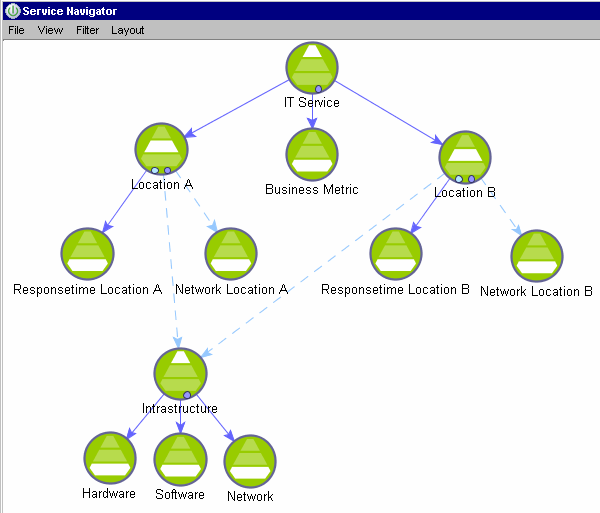 Service Navigator
File View Filter Layout
IT Service
Location A
Business Metric
Location B
Responsetime Location A
Network Location A
Responsetime Location B
Network Location B
Intrastructure
Hardware
Software
Network